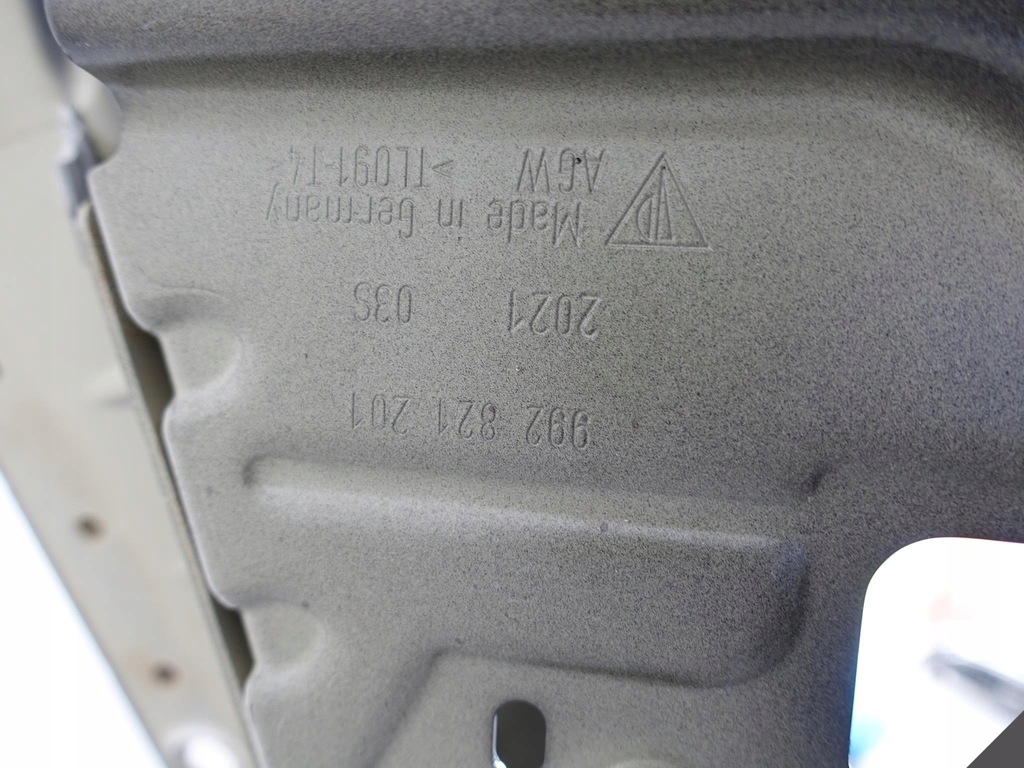 992 821 201
2021 03S
Made in Germany
AGW >TL091-T4<